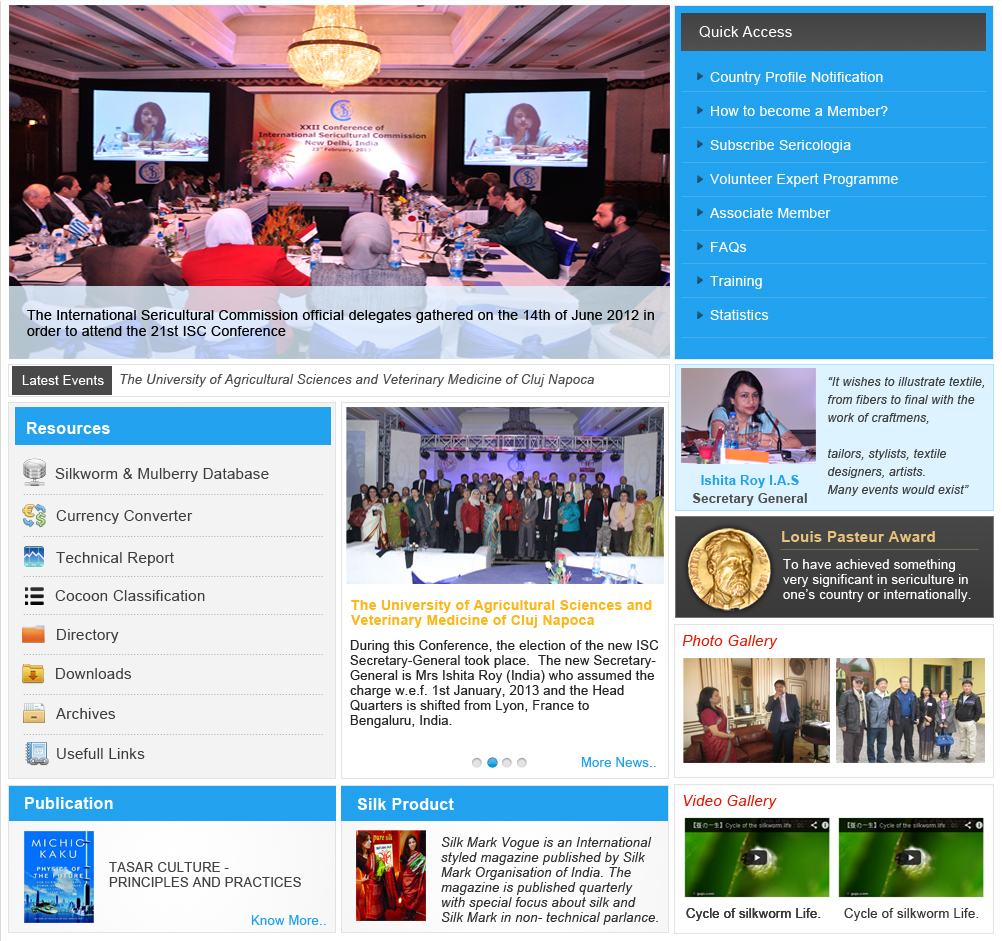 XXII Conference of
International Sericultural Commission
New Delhi, India
The International Sericultural Commission official delegates gathered on the 14th of June 2012 in
order to attend the 21st ISC Conference
Quick Access
Country Profile Notification
How to become a Member?
Subscribe Sericologia
Volunteer Expert Programme
Associate Member
FAQs
Training
Statistics
Latest Events
The University of Agricultural Sciences and Veterinary Medicine of Cluj Napoca
Resources
Silkworm & Mulberry Database
Currency Converter
Technical Report
Cocoon Classification
Directory
Downloads
Archives
Usefull Links
The University of Agricultural Sciences and
Veterinary Medicine of Cluj Napoca
During this Conference, the election of the new ISC
Secretary-General took place. The new Secretary-
General is Mrs Ishita Roy (India) who assumed the
charge w.e.f. 1st January, 2013 and the Head
Quarters is shifted from Lyon, France to
Bengaluru, India.
More News..
“It wishes to illustrate textile,
from fibers to final with the
work of craftmens,
tailors, stylists, textile
designers, artists.
Many events would exist”
Ishita Roy I.A.S
Secretary General
Louis Pasteur Award
To have achieved something
very significant in sericulture in
one’s country or internationally.
Photo Gallery
Publication
MICHIO
KAKU
PHYSICS OF
THE FUTURE
TASAR CULTURE -
PRINCIPLES AND PRACTICES
Know More..
Silk Product
pure silk
Silk Mark Vogue is an International
styled magazine published by Silk
Mark Organisation of India. The
magazine is published quarterly
with special focus about silk and
Silk Mark in non- technical parlance.
Video Gallery
【蚕の一生】Cycle of the silkworm life
【蚕の一生】Cycle of the silkworm life
Cycle of silkworm Life.
Cycle of silkworm Life.